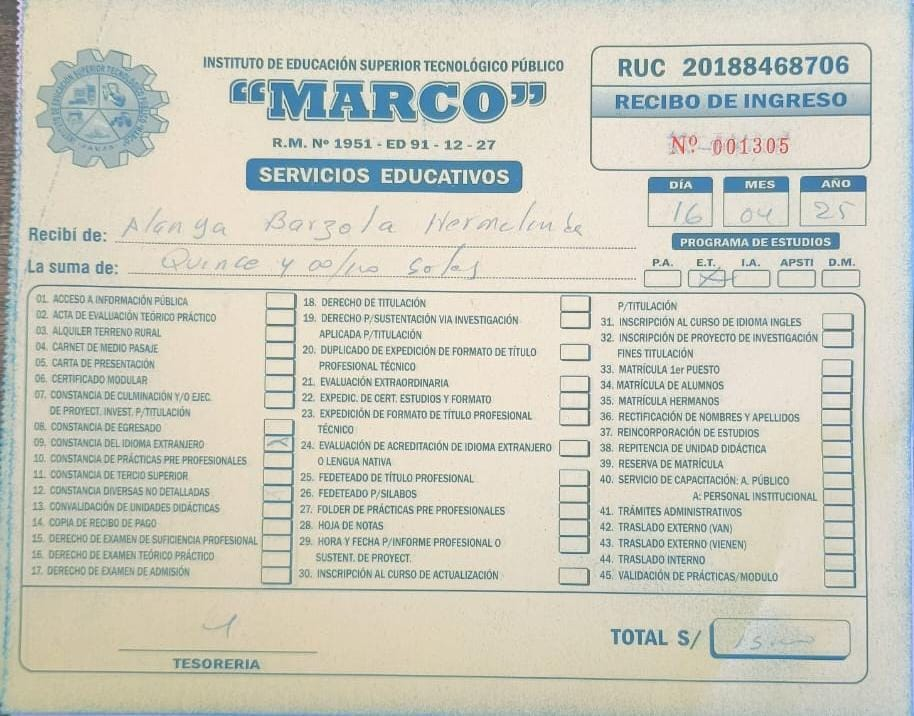 INSTITUTO DE EDUCACIÓN SUPERIOR TECNOLÓGICO PÚBLICO
“MARCO”
R.M. Nº 1951 - ED 91 - 12 - 27
SERVICIOS EDUCATIVOS
RUC 20188468706
RECIBO DE INGRESO
Nº 001305
DÍA MES AÑO
16 04 25
Recibí de: Alanya Barzola Hermelinda
PROGRAMA DE ESTUDIOS
La suma de: Quince y 00/100 soles
P.A. E.T. I.A. APSTI D.M.
01. ACCESO A INFORMACIÓN PÚBLICA
02. ACTA DE EVALUACIÓN TEÓRICO PRÁCTICO
03. ALQUILER TERRENO RURAL
04. CARNET DE MEDIO PASAJE
05. CARTA DE PRESENTACIÓN
06. CERTIFICADO MODULAR
07. CONSTANCIA DE CULMINACIÓN Y/O EJEC.
DE PROYECT. INVEST. P/TITULACIÓN
08. CONSTANCIA DE EGRESADO
09. CONSTANCIA DEL IDIOMA EXTRANJERO
10. CONSTANCIA DE PRÁCTICAS PRE PROFESIONALES
11. CONSTANCIA DE TERCIO SUPERIOR
12. CONSTANCIA DIVERSAS NO DETALLADAS
13. CONVALIDACIÓN DE UNIDADES DIDÁCTICAS
14. COPIA DE RECIBO DE PAGO
15. DERECHO DE EXAMEN DE SUFICIENCIA PROFESIONAL
16. DERECHO DE EXAMEN TEÓRICO PRÁCTICO
17. DERECHO DE EXAMEN DE ADMISIÓN
18. DERECHO DE TITULACIÓN
19. DERECHO P/SUSTENTACIÓN VIA INVESTIGACIÓN
APLICADA P/TITULACIÓN
20. DUPLICADO DE EXPEDICIÓN DE FORMATO DE TÍTULO
PROFESIONAL TÉCNICO
21. EVALUACIÓN EXTRAORDINARIA
22. EXPEDIC. DE CERT. ESTUDIOS Y FORMATO
23. EXPEDICIÓN DE FORMATO DE TÍTULO PROFESIONAL
TÉCNICO
24. EVALUACIÓN DE ACREDITACIÓN DE IDIOMA EXTRANJERO
O LENGUA NATIVA
25. FEDETEADO DE TÍTULO PROFESIONAL
26. FEDETEADO P/SILABOS
27. FOLDER DE PRÁCTICAS PRE PROFESIONALES
28. HOJA DE NOTAS
29. HORA Y FECHA P/INFORME PROFESIONAL O
SUSTENT. DE PROYECT.
30. INSCRIPCIÓN AL CURSO DE ACTUALIZACIÓN
P/TITULACIÓN
31. INSCRIPCIÓN AL CURSO DE IDIOMA INGLES
32. INSCRIPCIÓN DE PROYECTO DE INVESTIGACIÓN
FINES TITULACIÓN
33. MATRÍCULA 1er PUESTO
34. MATRÍCULA DE ALUMNOS
35. MATRÍCULA HERMANOS
36. RECTIFICACIÓN DE NOMBRES Y APELLIDOS
37. REINCORPORACIÓN DE ESTUDIOS
38. REPITENCIA DE UNIDAD DIDÁCTICA
39. RESERVA DE MATRÍCULA
40. SERVICIO DE CAPACITACIÓN: A. PÚBLICO
A: PERSONAL INSTITUCIONAL
41. TRÁMITES ADMINISTRATIVOS
42. TRASLADO EXTERNO (VAN)
43. TRASLADO EXTERNO (VIENEN)
44. TRASLADO INTERNO
45. VALIDACIÓN DE PRÁCTICAS/MODULO
TESORERIA
TOTAL S/ 15.00